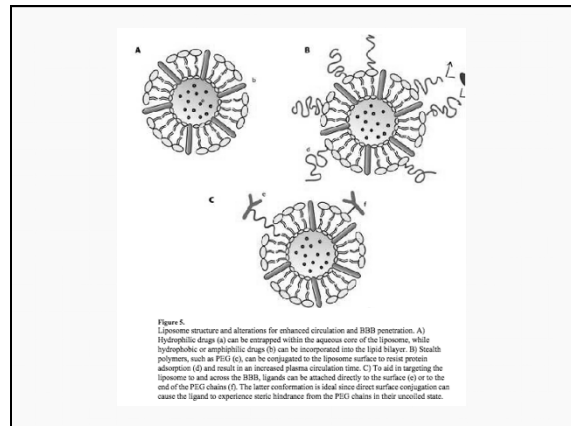 A
B
b
d
C
e
f
Figure 5.
Liposome structure and alterations for enhanced circulation and BBB penetration. A)
Hydrophilic drugs (a) can be entrapped within the aqueous core of the liposome, while
hydrophobic or amphiphilic drugs (b) can be incorporated into the lipid bilayer. B) Stealth
polymers, such as PEG (c), can be conjugated to the liposome surface to resist protein
adsorption (d) and result in an increased plasma circulation time. C) To aid in targeting the
liposome to and across the BBB, ligands can be attached directly to the surface (e) or to the
end of the PEG chains (f). The latter conformation is ideal since direct surface conjugation can
cause the ligand to experience steric hindrance from the PEG chains in their uncoiled state.